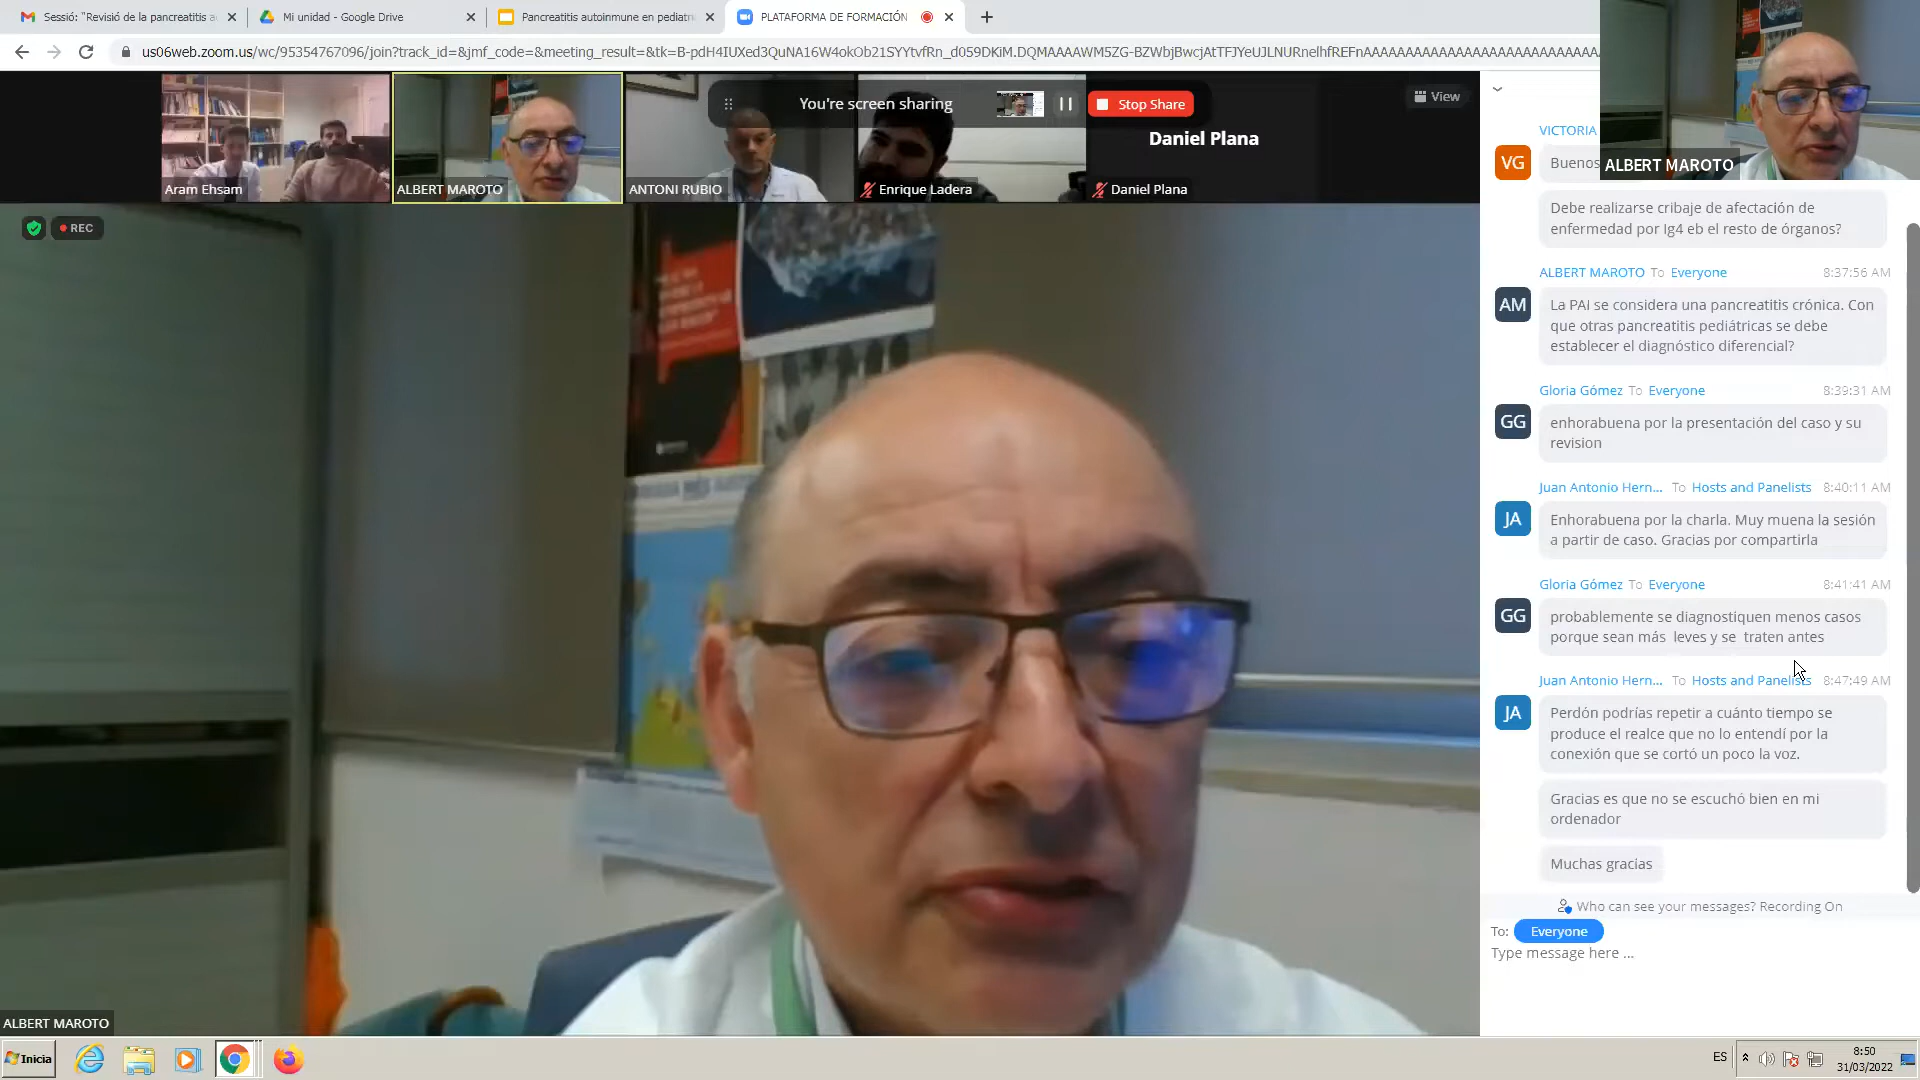 Sessió: "Revisió de la pancreatitis a
Mi unidad - Google Drive
Pancreatitis autoinmune en pediatr
PLATAFORMA DE FORMACIÓN
us06web.zoom.us/wc/95354767096/join?track_id=&jmf_code=&meeting_result=&tk=
You're screen sharing
Stop Share
View
Daniel Plana
Aram Ehsam
ALBERT MAROTO
ANTONI RUBIO
Enrique Ladera
Daniel Plana
REC
ALBERT MAROTO
VICTORIA
VG
Buenos
Debe realizarse cribaje de afectación de
enfermedad por Ig4 eb el resto de órganos?
ALBERT MAROTO To Everyone 8:37:56 AM
AM
La PAI se considera una pancreatitis crónica. Con
que otras pancreatitis pediátricas se debe
establecer el diagnóstico diferencial?
Gloria Gómez To Everyone 8:39:31 AM
GG
enhorabuena por la presentación del caso y su
revision
Juan Antonio Hern... To Hosts and Panelists 8:40:11 AM
JA
Enhorabuena por la charla. Muy muena la sesión
a partir de caso. Gracias por compartirla
Gloria Gómez To Everyone 8:41:41 AM
GG
probablemente se diagnostiquen menos casos
porque sean más leves y se traten antes
Juan Antonio Hern... To Hosts and Panelists 8:47:49 AM
JA
Perdón podrías repetir a cuánto tiempo se
produce el realce que no lo entendí por la
conexión que se cortó un poco la voz.
Gracias es que no se escuchó bien en mi
ordenador
Muchas gracias
Who can see your messages? Recording On
To: Everyone
Type message here ...
ALBERT MAROTO
Inicia
ES
8:50
31/03/2022